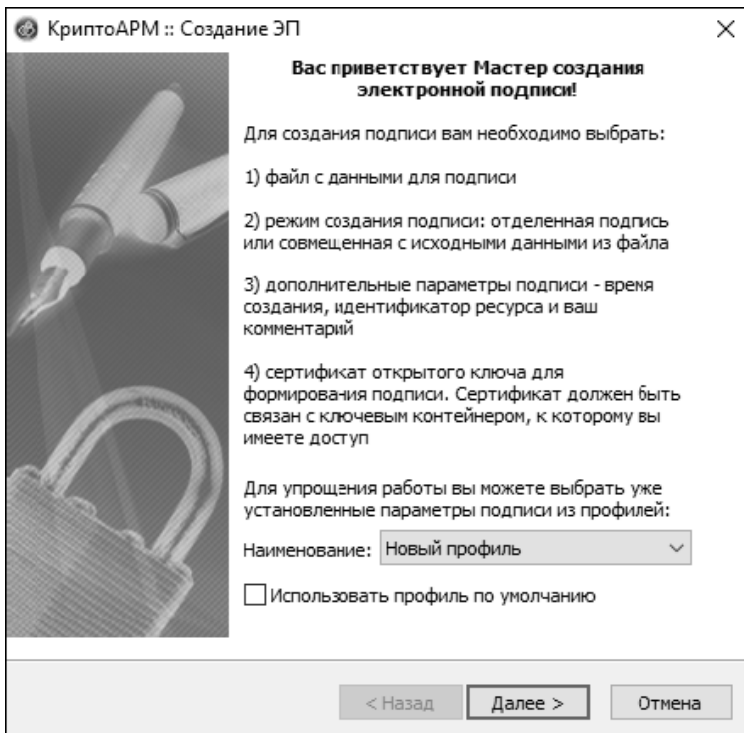 КриптоАРМ :: Создание ЭП
Вас приветствует Мастер создания
электронной подписи!
Для создания подписи вам необходимо выбрать:
1) файл с данными для подписи
2) режим создания подписи: отделенная подпись
или совмещенная с исходными данными из файла
3) дополнительные параметры подписи - время
создания, идентификатор ресурса и ваш
комментарий
4) сертификат открытого ключа для
формирования подписи. Сертификат должен быть
связан с ключевым контейнером, к которому вы
имеете доступ
Для упрощения работы вы можете выбрать уже
установленные параметры подписи из профилей:
Наименование: Новый профиль
Использовать профиль по умолчанию
< Назад Далее > Отмена